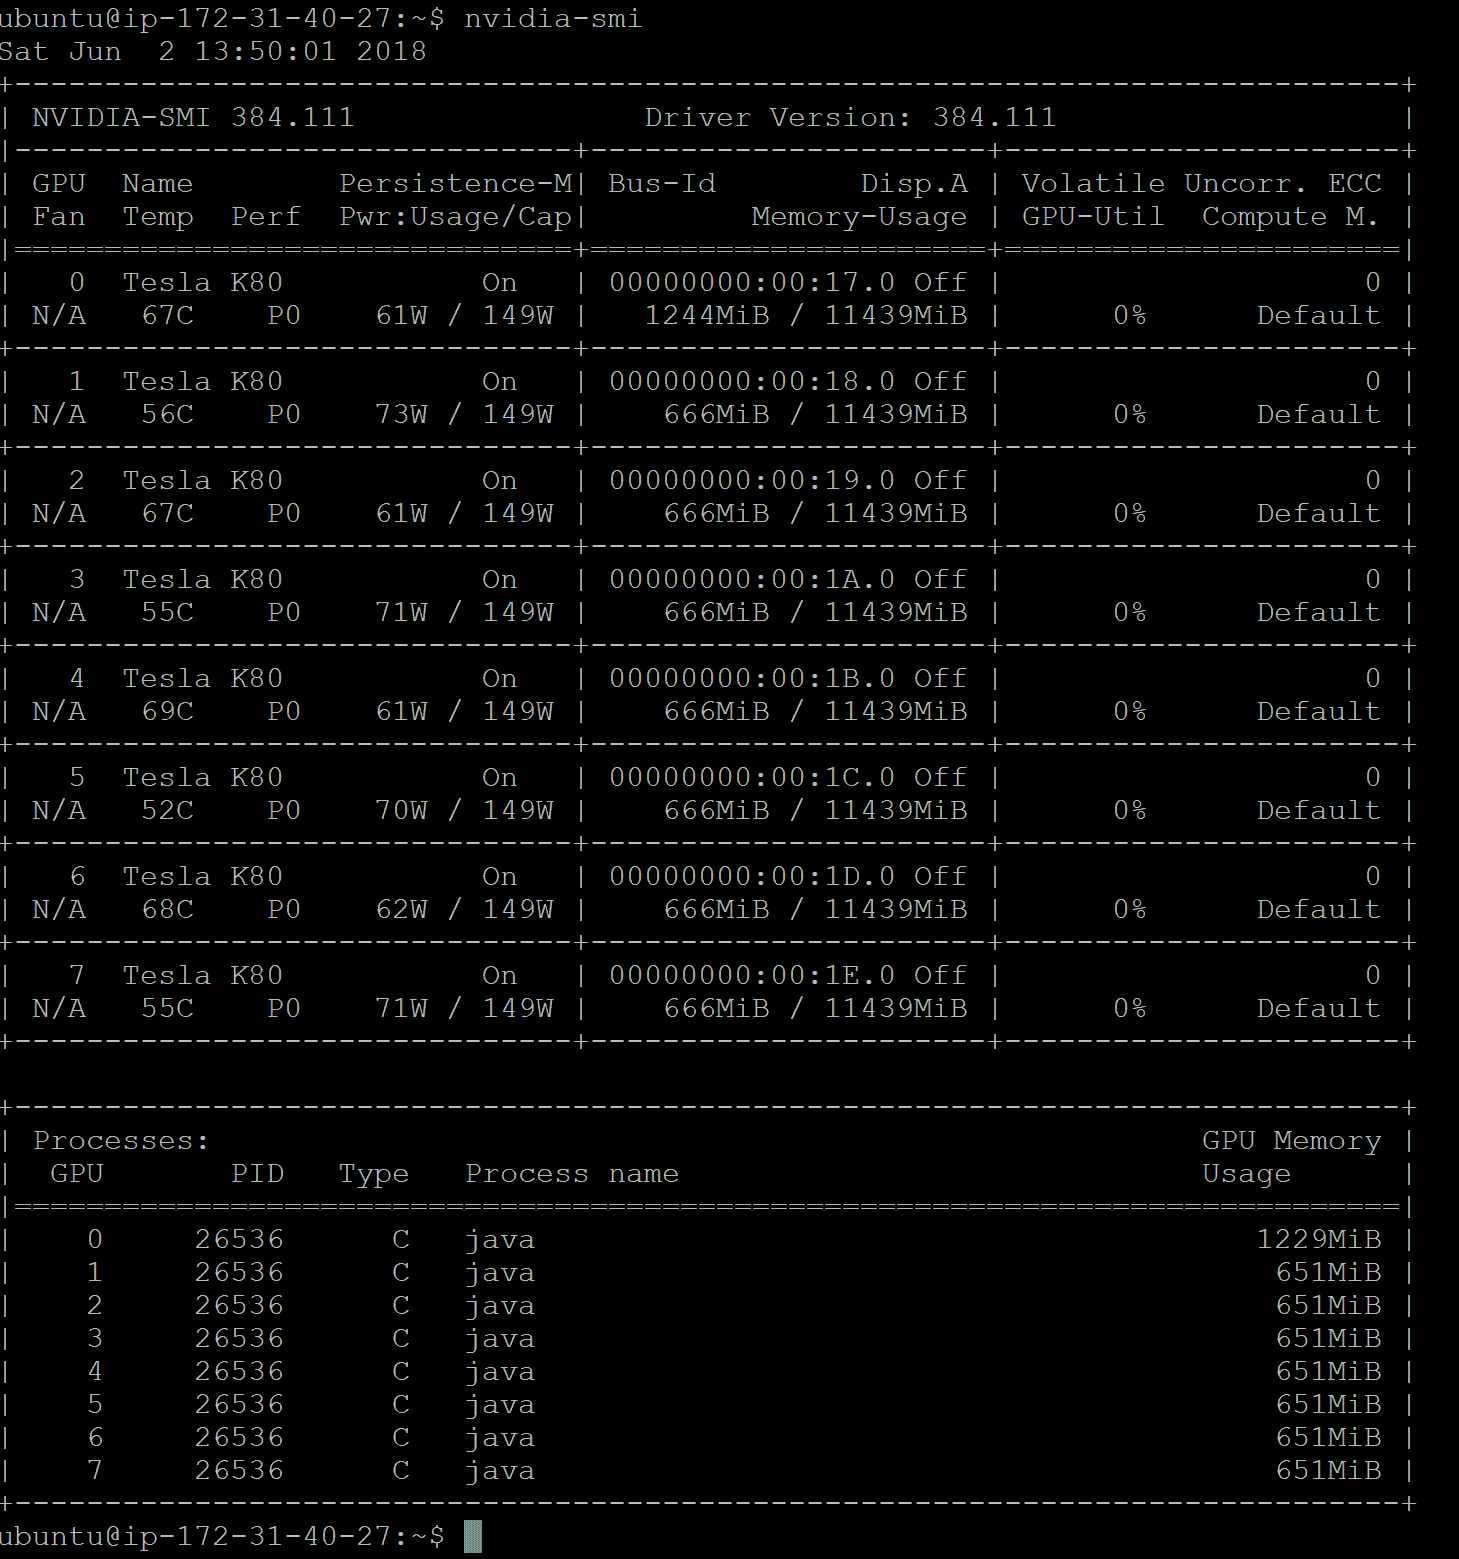 ubuntu@ip-172-31-40-27:~$ nvidia-smi
Sat Jun  2 13:50:01 2018
+-----------------------------------------------------------------------------+
| NVIDIA-SMI 384.111                Driver Version: 384.111                   |
|-------------------------------+----------------------+----------------------+
| GPU  Name        Persistence-M| Bus-Id        Disp.A | Volatile Uncorr. ECC |
| Fan  Temp  Perf  Pwr:Usage/Cap|         Memory-Usage | GPU-Util  Compute M. |
|===============================+======================+======================|
|   0  Tesla K80           On   | 00000000:00:17.0 Off |                    0 |
| N/A   67C    P0    61W / 149W |   1244MiB / 11439MiB |      0%      Default |
+-------------------------------+----------------------+----------------------+
|   1  Tesla K80           On   | 00000000:00:18.0 Off |                    0 |
| N/A   56C    P0    73W / 149W |    666MiB / 11439MiB |      0%      Default |
+-------------------------------+----------------------+----------------------+
|   2  Tesla K80           On   | 00000000:00:19.0 Off |                    0 |
| N/A   67C    P0    61W / 149W |    666MiB / 11439MiB |      0%      Default |
+-------------------------------+----------------------+----------------------+
|   3  Tesla K80           On   | 00000000:00:1A.0 Off |                    0 |
| N/A   55C    P0    71W / 149W |    666MiB / 11439MiB |      0%      Default |
+-------------------------------+----------------------+----------------------+
|   4  Tesla K80           On   | 00000000:00:1B.0 Off |                    0 |
| N/A   69C    P0    61W / 149W |    666MiB / 11439MiB |      0%      Default |
+-------------------------------+----------------------+----------------------+
|   5  Tesla K80           On   | 00000000:00:1C.0 Off |                    0 |
| N/A   52C    P0    70W / 149W |    666MiB / 11439MiB |      0%      Default |
+-------------------------------+----------------------+----------------------+
|   6  Tesla K80           On   | 00000000:00:1D.0 Off |                    0 |
| N/A   68C    P0    62W / 149W |    666MiB / 11439MiB |      0%      Default |
+-------------------------------+----------------------+----------------------+
|   7  Tesla K80           On   | 00000000:00:1E.0 Off |                    0 |
| N/A   55C    P0    71W / 149W |    666MiB / 11439MiB |      0%      Default |
+-------------------------------+----------------------+----------------------+

+-----------------------------------------------------------------------------+
| Processes:                                                       GPU Memory |
|  GPU       PID   Type   Process name                             Usage      |
|=============================================================================|
|    0     26536      C   java                                        1229MiB |
|    1     26536      C   java                                         651MiB |
|    2     26536      C   java                                         651MiB |
|    3     26536      C   java                                         651MiB |
|    4     26536      C   java                                         651MiB |
|    5     26536      C   java                                         651MiB |
|    6     26536      C   java                                         651MiB |
|    7     26536      C   java                                         651MiB |
+-----------------------------------------------------------------------------+
ubuntu@ip-172-31-40-27:~$